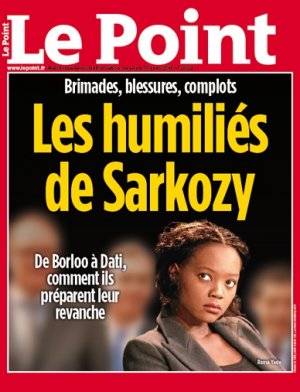 Le Point
www.lepoint.fr
Brimades, blessures, complots
Les humiliés
de Sarkozy
De Borloo à Dati,
comment ils
préparent leur
revanche
Rama Yade